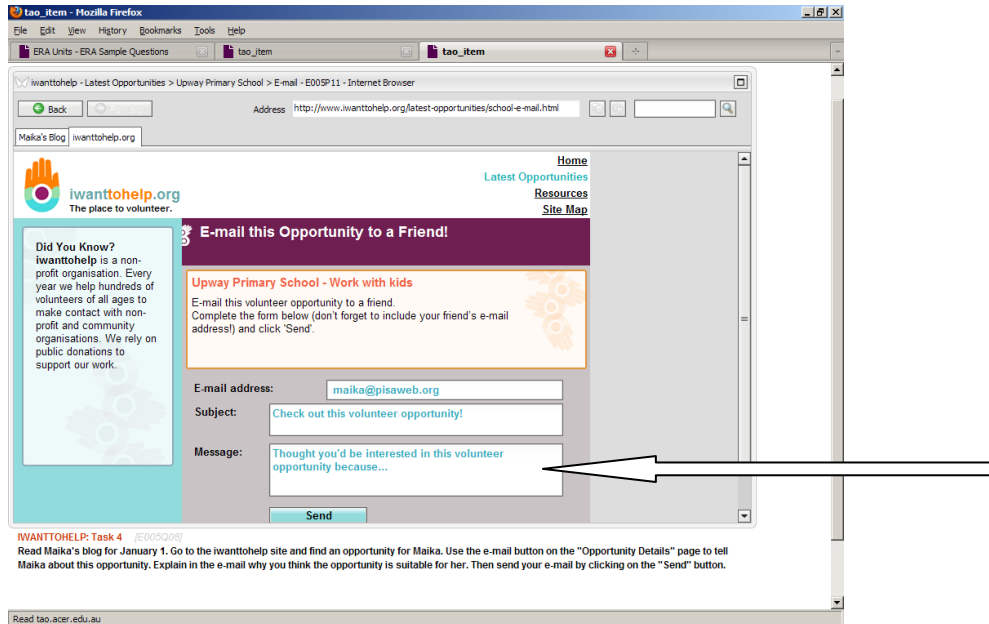 tao_item - Mozilla Firefox
File Edit View History Bookmarks Tools Help
ERA Units - ERA Sample Questions tao_item tao_item
iwanttohelp - Latest Opportunities > Upway Primary School > E-mail - E005P11 - Internet Browser
Back Address http://www.iwanttohelp.org/latest-opportunities/school-e-mail.html
Maika's Blog iwanttohelp.org
Home
Latest Opportunities
Resources
Site Map
iwanttohelp.org
The place to volunteer.
Did You Know?
iwanttohelp is a non-
profit organisation. Every
year we help hundreds of
volunteers of all ages to
make contact with non-
profit and community
organisations. We rely on
public donations to
support our work.
E-mail this Opportunity to a Friend!
Upway Primary School - Work with kids
E-mail this volunteer opportunity to a friend.
Complete the form below (don't forget to include your friend's e-mail
address!) and click 'Send'.
E-mail address: maika@pisaweb.org
Subject: Check out this volunteer opportunity!
Message: Thought you'd be interested in this volunteer
opportunity because...
Send
IWANTTOHELP: Task 4 [E005Q08]
Read Maika's blog for January 1. Go to the iwanttohelp site and find an opportunity for Maika. Use the e-mail button on the "Opportunity Details" page to tell
Maika about this opportunity. Explain in the e-mail why you think the opportunity is suitable for her. Then send your e-mail by clicking on the "Send" button.
Read tao.acer.edu.au